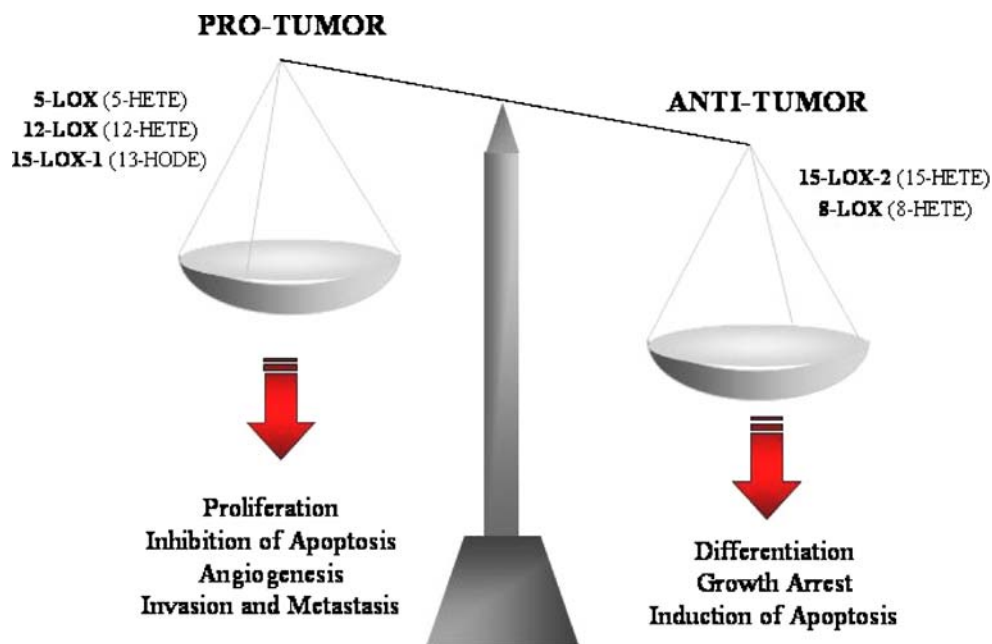 PRO-TUMOR
5-LOX (5-HETE)
12-LOX (12-HETE)
15-LOX-1 (13-HODE)
ANTI-TUMOR
15-LOX-2 (15-HETE)
8-LOX (8-HETE)
Proliferation
Inhibition of Apoptosis
Angiogenesis
Invasion and Metastasis
Differentiation
Growth Arrest
Induction of Apoptosis